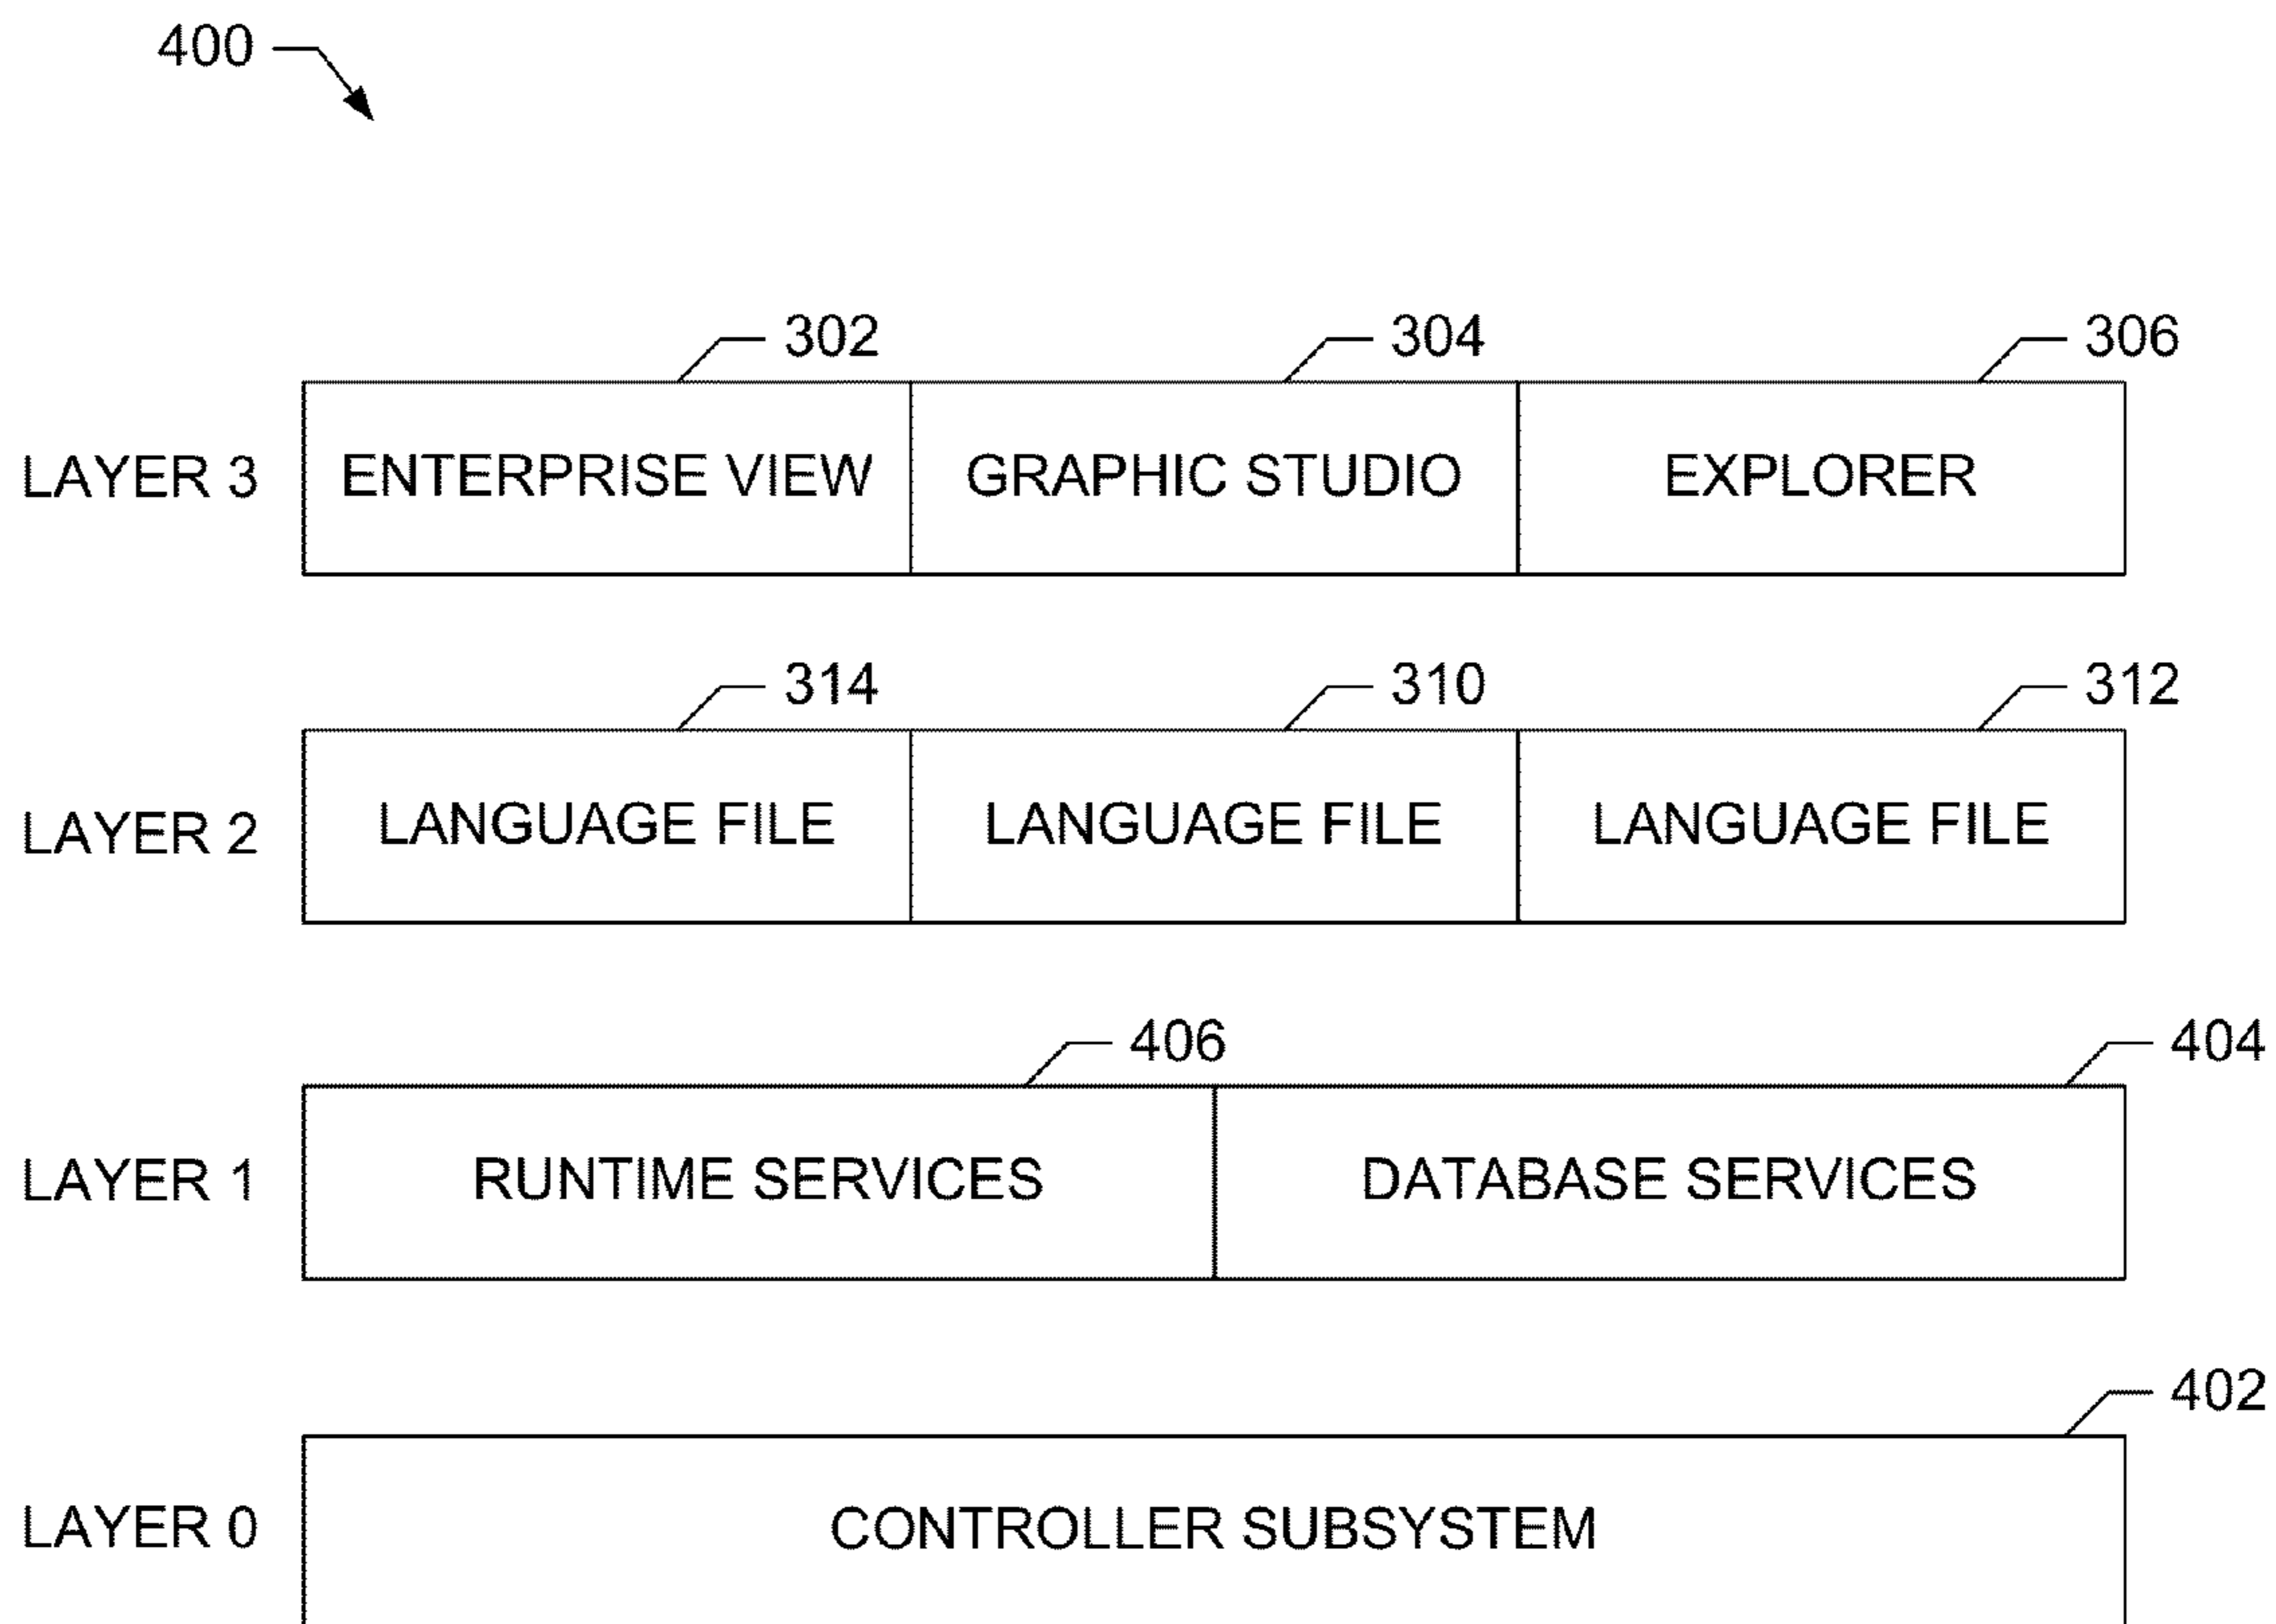 400
302 304 306
LAYER 3 ENTERPRISE VIEW GRAPHIC STUDIO EXPLORER
314 310 312
LAYER 2 LANGUAGE FILE LANGUAGE FILE LANGUAGE FILE
406 404
LAYER 1 RUNTIME SERVICES DATABASE SERVICES
402
LAYER 0 CONTROLLER SUBSYSTEM